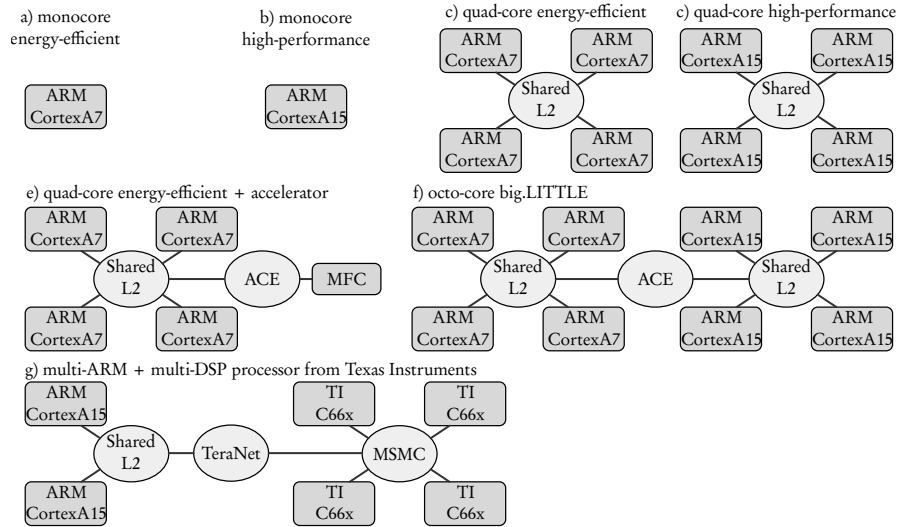 a) monocore
energy-efficient
b) monocore
high-performance
c) quad-core energy-efficient
c) quad-core high-performance
ARM
CortexA7
ARM
CortexA15
ARM
CortexA7
ARM
CortexA7
Shared
L2
ARM
CortexA7
ARM
CortexA7
ARM
CortexA15
ARM
CortexA15
Shared
L2
ARM
CortexA15
ARM
CortexA15
e) quad-core energy-efficient + accelerator
ARM
CortexA7
ARM
CortexA7
Shared
L2
ACE
MFC
ARM
CortexA7
ARM
CortexA7
f) octo-core big.LITTLE
ARM
CortexA7
ARM
CortexA7
ARM
CortexA15
ARM
CortexA15
Shared
L2
ACE
Shared
L2
ARM
CortexA7
ARM
CortexA7
ARM
CortexA15
ARM
CortexA15
g) multi-ARM + multi-DSP processor from Texas Instruments
ARM
CortexA15
TI
C66x
TI
C66x
Shared
L2
TeraNet
MSMC
ARM
CortexA15
TI
C66x
TI
C66x